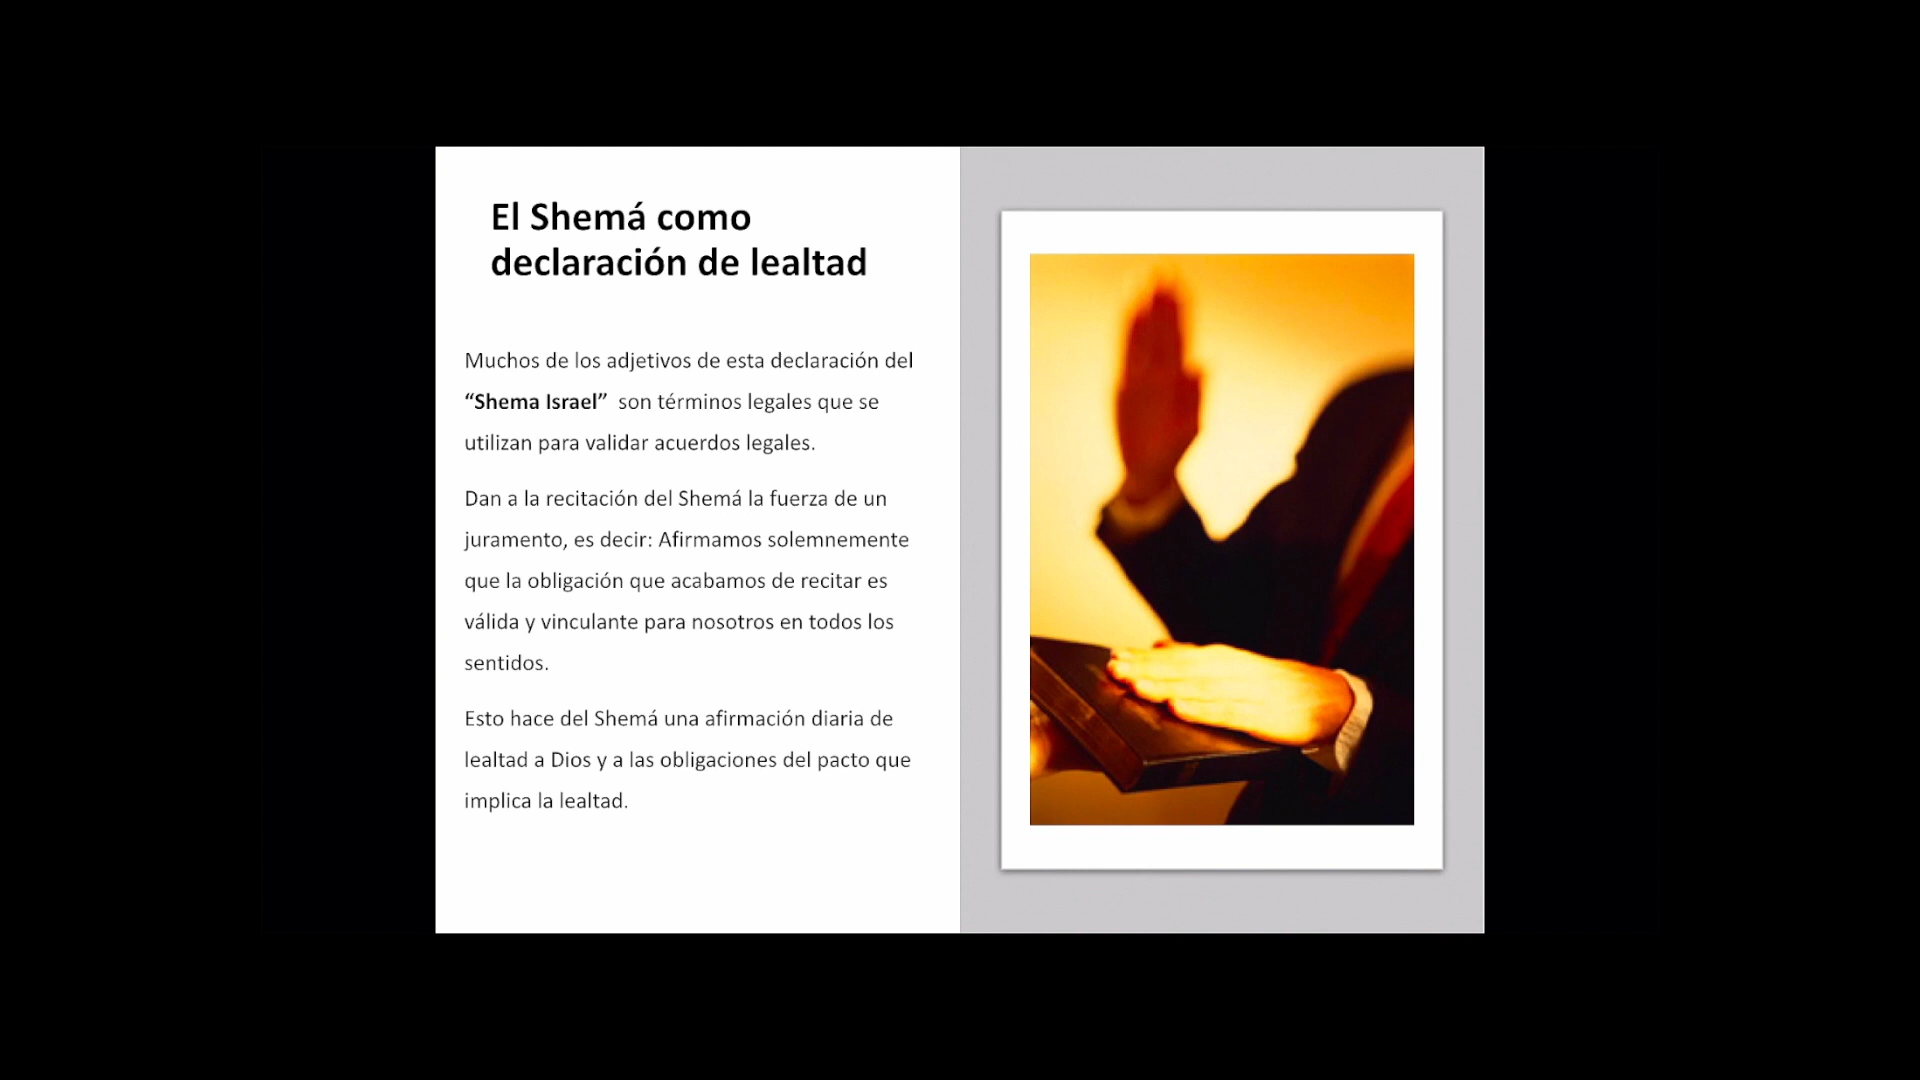 El Shemá como
declaración de lealtad
Muchos de los adjetivos de esta declaración del
“Shema Israel”  son términos legales que se
utilizan para validar acuerdos legales.
Dan a la recitación del Shemá la fuerza de un
juramento, es decir: Afirmamos solemnemente
que la obligación que acabamos de recitar es
válida y vinculante para nosotros en todos los
sentidos.
Esto hace del Shemá una afirmación diaria de
lealtad a Dios y a las obligaciones del pacto que
implica la lealtad.